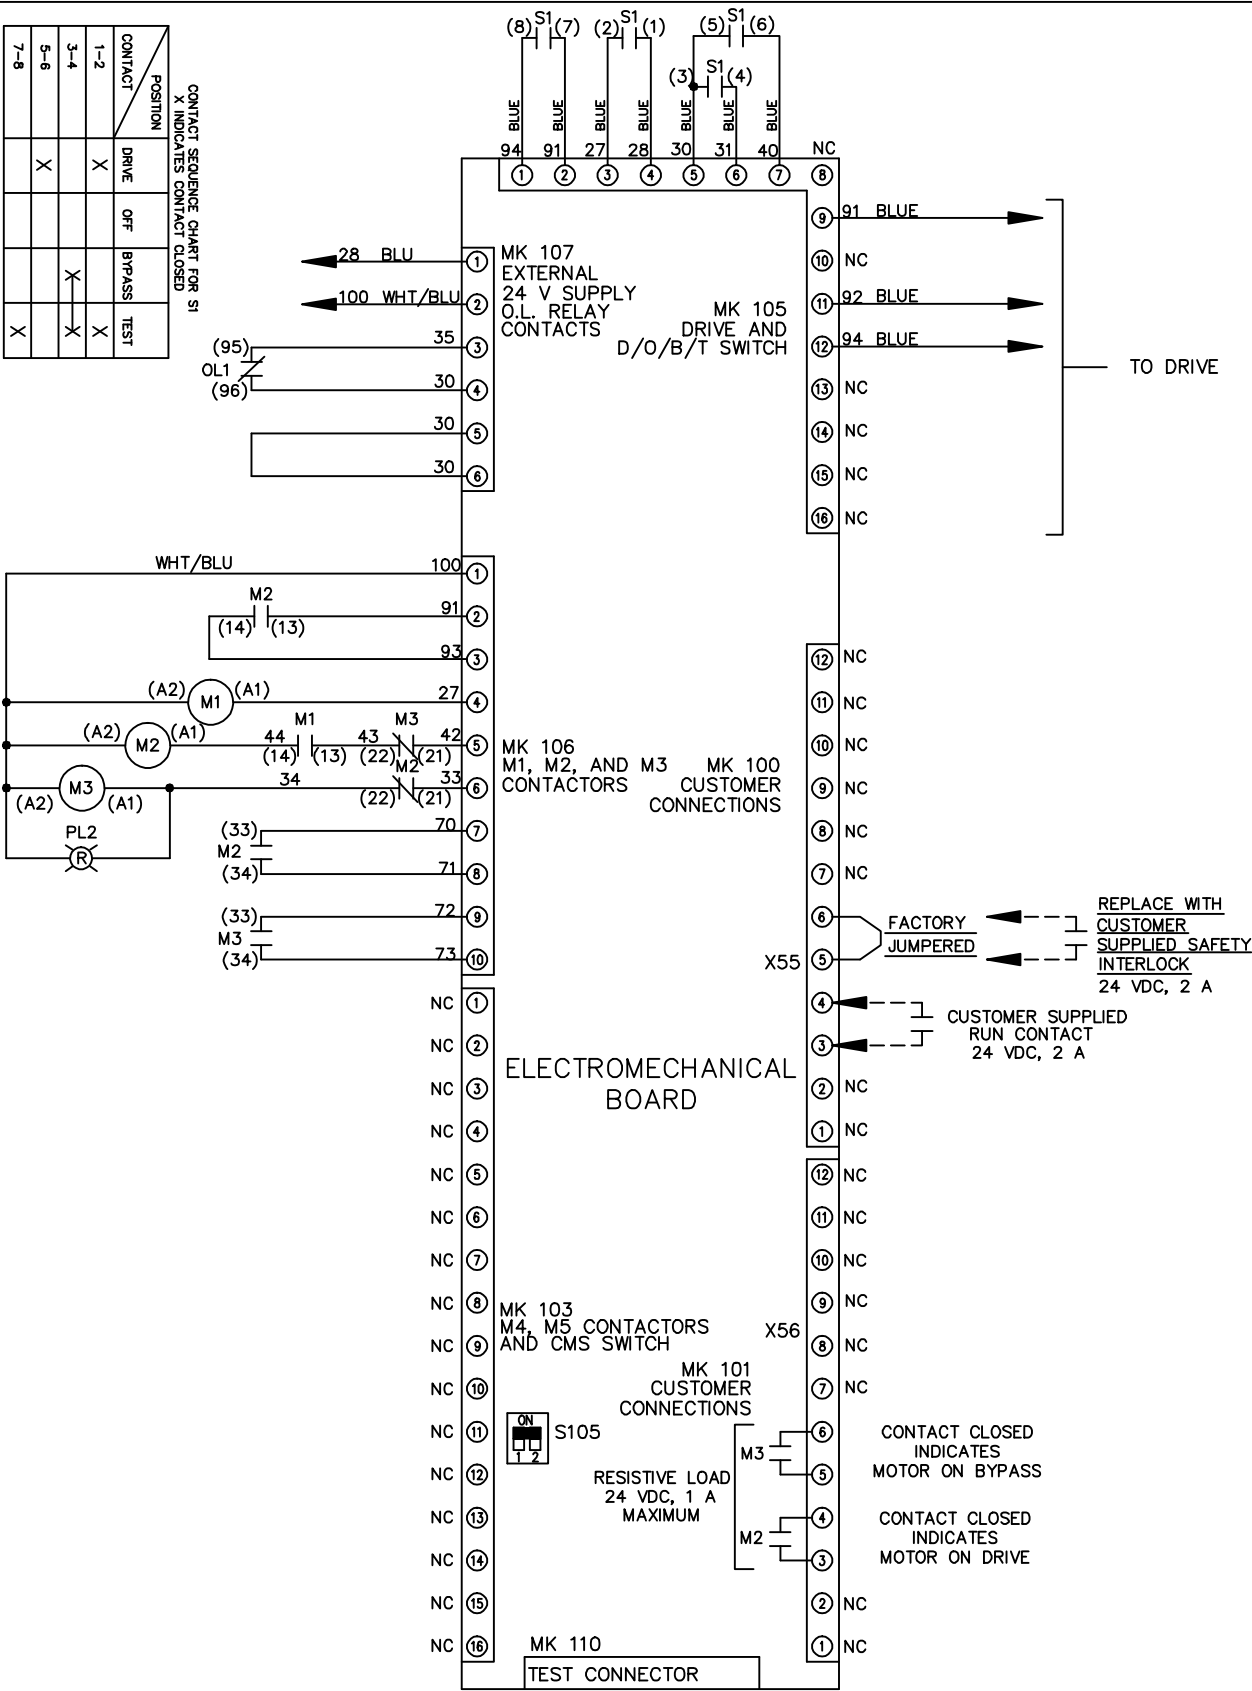 CONTACT SEQUENCE CHART FOR S1
X INDICATES CONTACT CLOSED
POSITION
CONTACT DRIVE OFF BYPASS TEST
1-2 X X
3-4 X X
5-6 X
7-8 X
(8) S1 (7)
(2) S1 (1)
(5) S1 (6)
(3) S1 (4)
BLUE BLUE BLUE BLUE BLUE BLUE BLUE
94 91 27 28 30 31 40 NC
1 2 3 4 5 6 7 8
9 91 BLUE
10 NC
11 92 BLUE
12 94 BLUE
13 NC
14 NC
15 NC
16 NC
TO DRIVE
MK 105
DRIVE AND
D/O/B/T SWITCH
MK 107
EXTERNAL
24 V SUPPLY
O.L. RELAY
CONTACTS
28 BLU 1
100 WHT/BLU 2
(95) 35 3
OL1
(96) 30 4
30 5
30 6
WHT/BLU 100 1
M2
(14) (13) 91 2
93 3
(A2) M1 (A1) 27 4
(A2) M2 (A1) 44 M1 (14) (13) 43 M3 (22) (21) 42 5
(A2) M3 (A1) 34 M2 (22) (21) 33 6
PL2
R
(33) 70 7
M2
(34) 71 8
(33) 72 9
M3
(34) 73 10
MK 106
M1, M2, AND M3
CONTACTORS
MK 100
CUSTOMER
CONNECTIONS
12 NC
11 NC
10 NC
9 NC
8 NC
7 NC
6
X55 5
4
3
2 NC
1 NC
FACTORY
JUMPERED
REPLACE WITH
CUSTOMER
SUPPLIED SAFETY
INTERLOCK
24 VDC, 2 A
CUSTOMER SUPPLIED
RUN CONTACT
24 VDC, 2 A
ELECTROMECHANICAL
BOARD
NC 1
NC 2
NC 3
NC 4
NC 5
NC 6
NC 7
NC 8
NC 9
NC 10
NC 11
NC 12
NC 13
NC 14
NC 15
NC 16
MK 103
M4, M5 CONTACTORS
AND CMS SWITCH
ON
1 2
S105
12 NC
11 NC
10 NC
9 NC
X56
8 NC
7 NC
6
5
4
3
2 NC
1 NC
MK 101
CUSTOMER
CONNECTIONS
M3
RESISTIVE LOAD
24 VDC, 1 A
MAXIMUM
M2
CONTACT CLOSED
INDICATES
MOTOR ON BYPASS
CONTACT CLOSED
INDICATES
MOTOR ON DRIVE
MK 110
TEST CONNECTOR